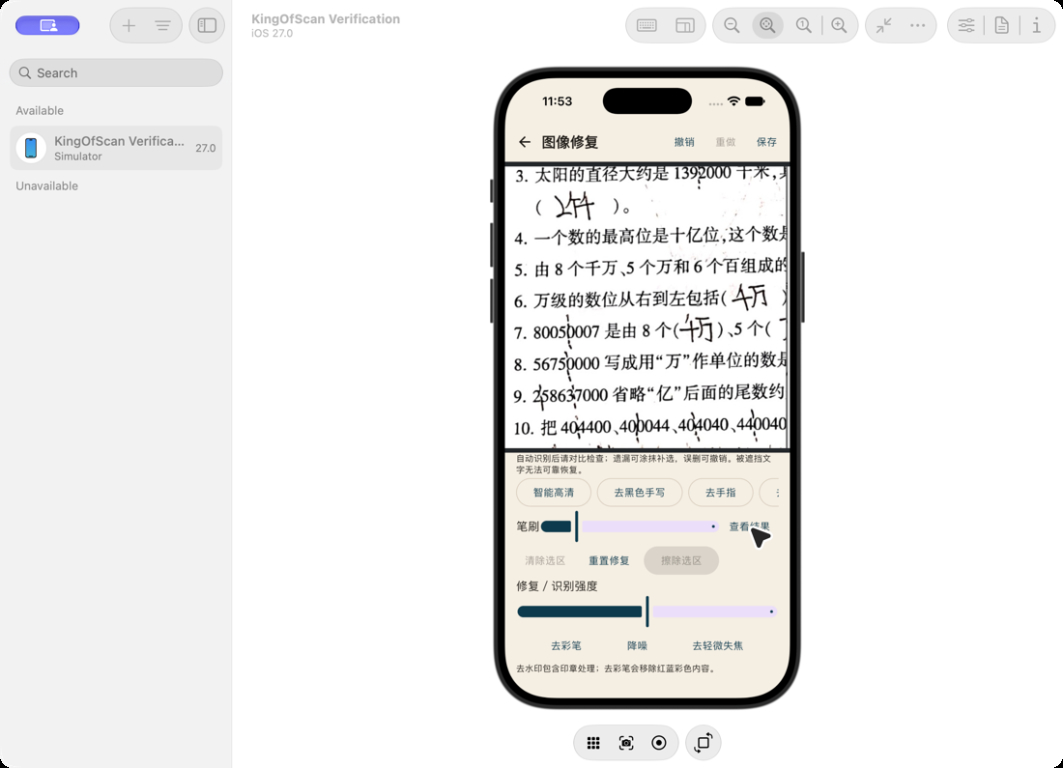 KingOfScan Verification
iOS 27.0
Search
Available
KingOfScan Verifica...
Simulator
27.0
Unavailable
11:53
图像修复
撤销
重做
保存
3. 太阳的直径大约是 1392000 千米,
( 2千 )。
4. 一个数的最高位是十亿位,这个数是
5. 由 8 个千万、5 个万和 6 个百组成的
6. 万级的数位从右到左包括( 千万 )
7. 80050007 是由 8 个(千万)、5 个(
8. 56750000 写成用“万”作单位的数是
9. 258637000 省略“亿”后面的尾数约
10. 把 404400、400044、404040、440040
自动识别后请对比检查;遗漏可涂抹补选,误删可撤销。被遮挡文
字无法可靠恢复。
智能高清
去黑色手写
去手指
笔刷
查看结果
清除选区
重置修复
擦除选区
修复 / 识别强度
去彩笔
降噪
去轻微失焦
去水印包含印章处理;去彩笔会移除红蓝彩色内容。